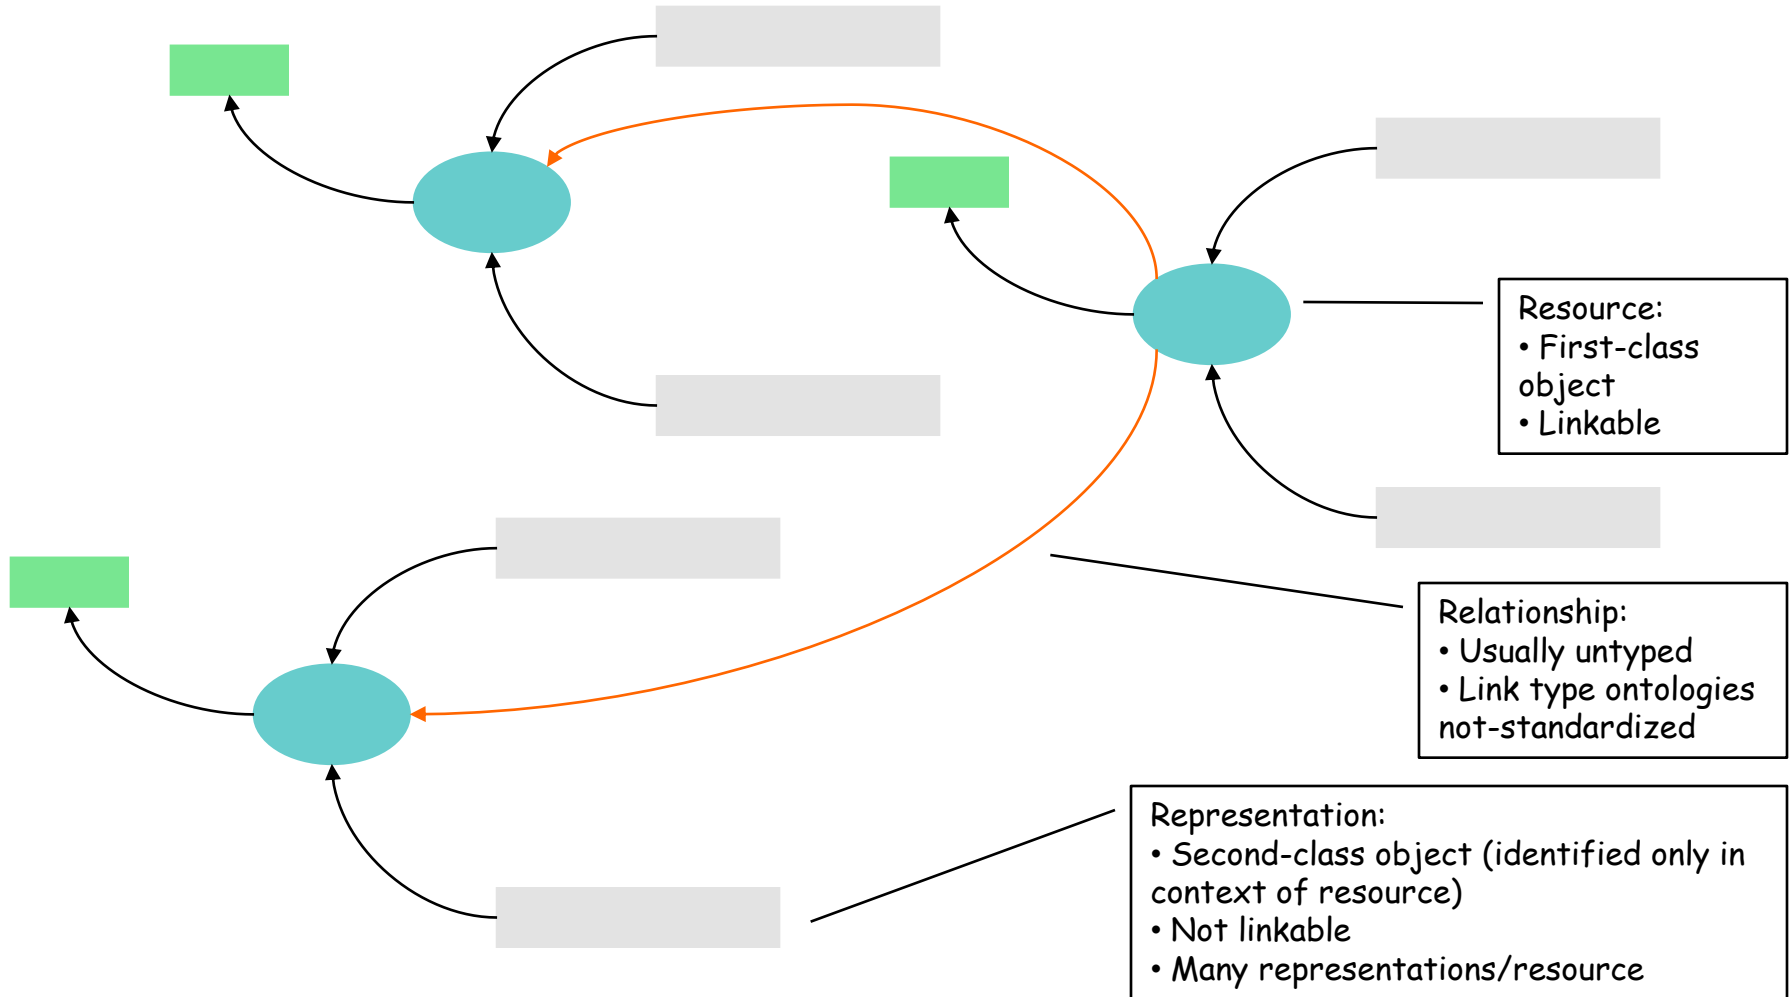 Resource:
• First-class
object
• Linkable
Relationship:
• Usually untyped
• Link type ontologies
not-standardized
Representation:
• Second-class object (identified only in
context of resource)
• Not linkable
• Many representations/resource